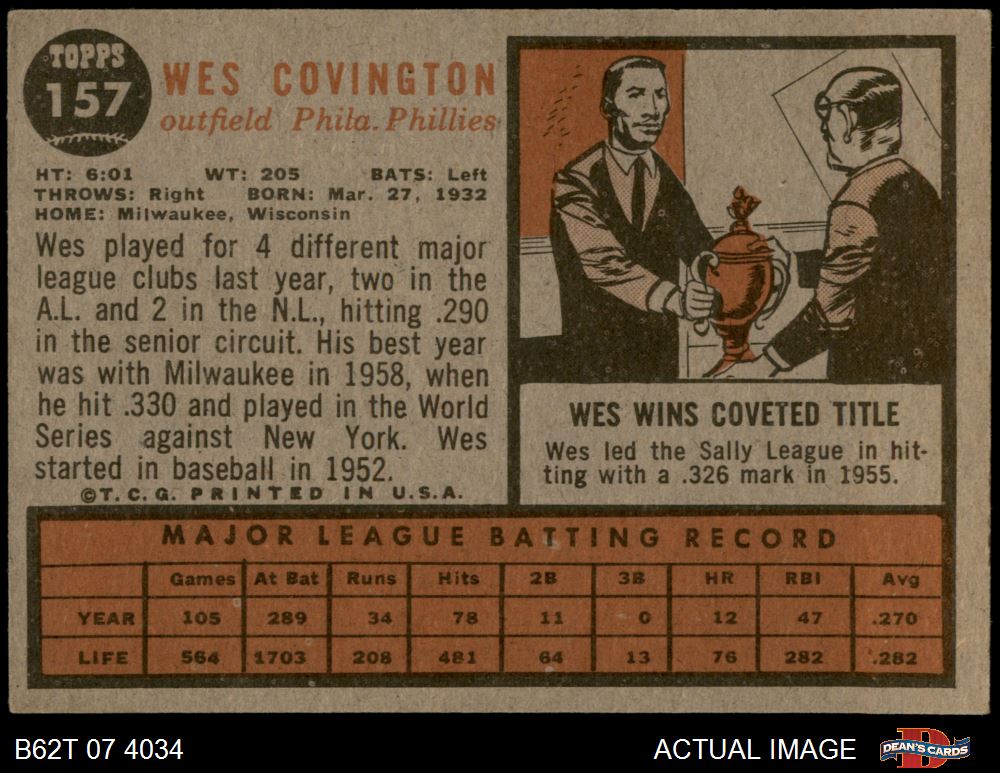 TOPPS
157
WES COVINGTON
outfield Phila. Phillies
HT: 6:01 WT: 205 BATS: Left
THROWS: Right BORN: Mar. 27, 1932
HOME: Milwaukee, Wisconsin
Wes played for 4 different major
league clubs last year, two in the
A.L. and 2 in the N.L., hitting .290
in the senior circuit. His best year
was with Milwaukee in 1958, when
he hit .330 and played in the World
Series against New York. Wes
started in baseball in 1952.
©T.C.G. PRINTED IN U.S.A.
WES WINS COVETED TITLE
Wes led the Sally League in hit-
ting with a .326 mark in 1955.
MAJOR LEAGUE BATTING RECORD
Games At Bat Runs Hits 2B 3B HR RBI Avg
YEAR 105 289 34 78 11 0 12 47 .270
LIFE 564 1703 208 481 64 13 76 282 .282
B62T 07 4034
ACTUAL IMAGE
D
DEAN'S CARDS